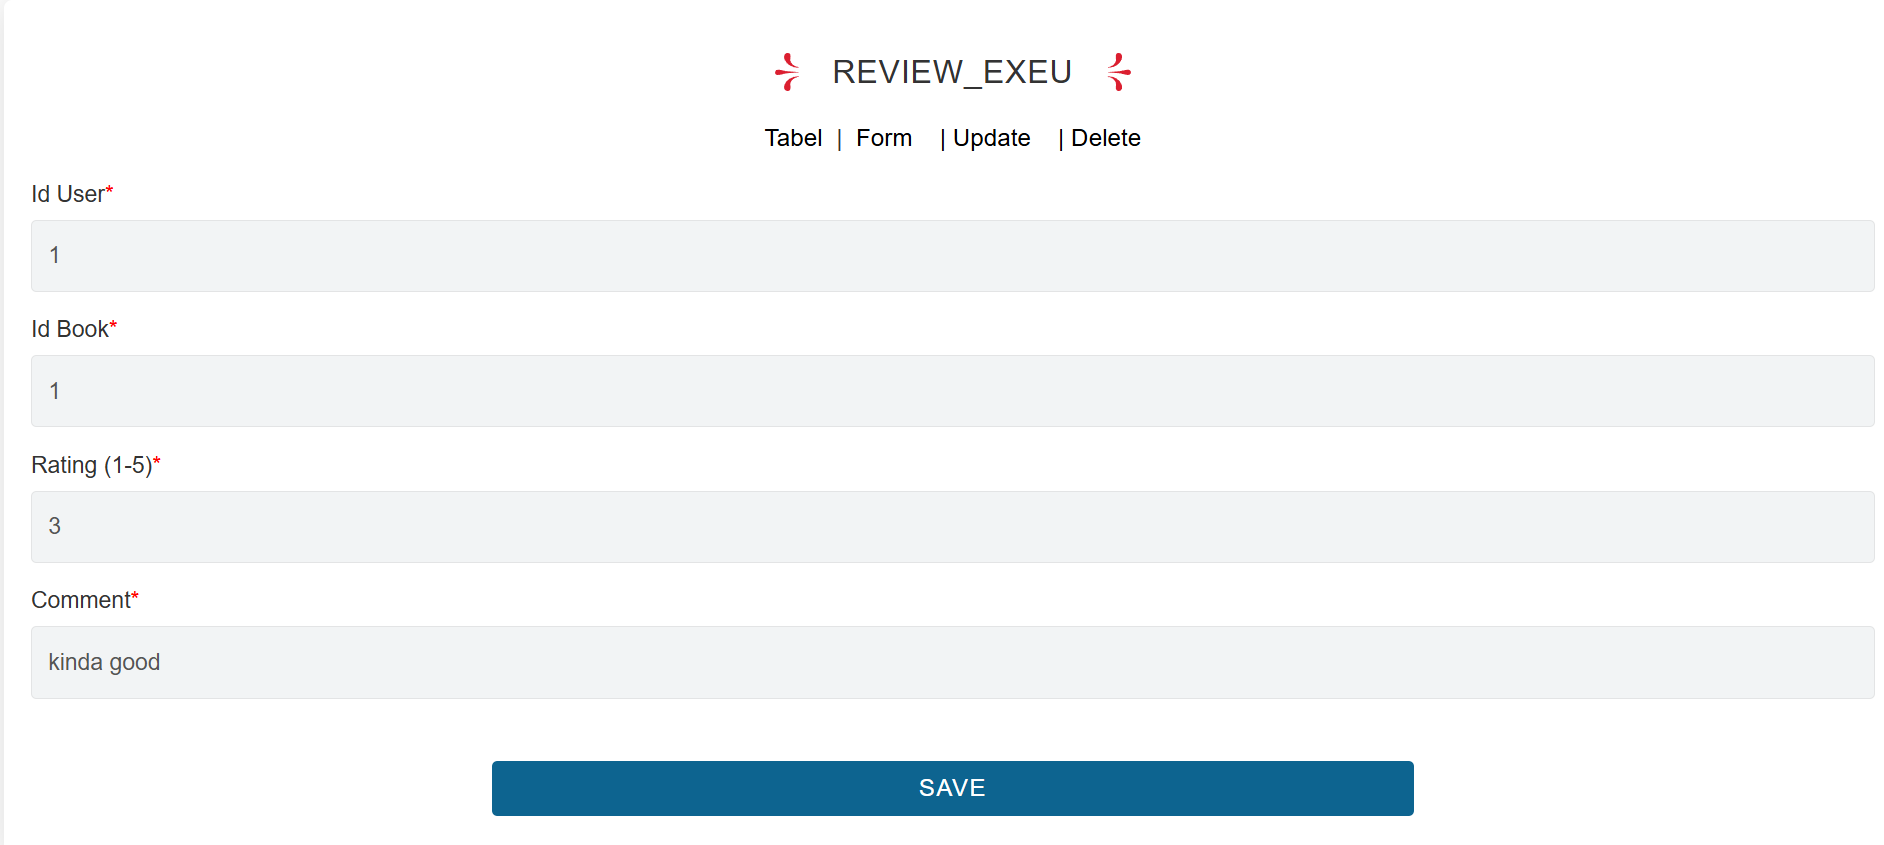 REVIEW_EXEU
Tabel | Form | Update | Delete
Id User*
1
Id Book*
1
Rating (1-5)*
3
Comment*
kinda good
SAVE